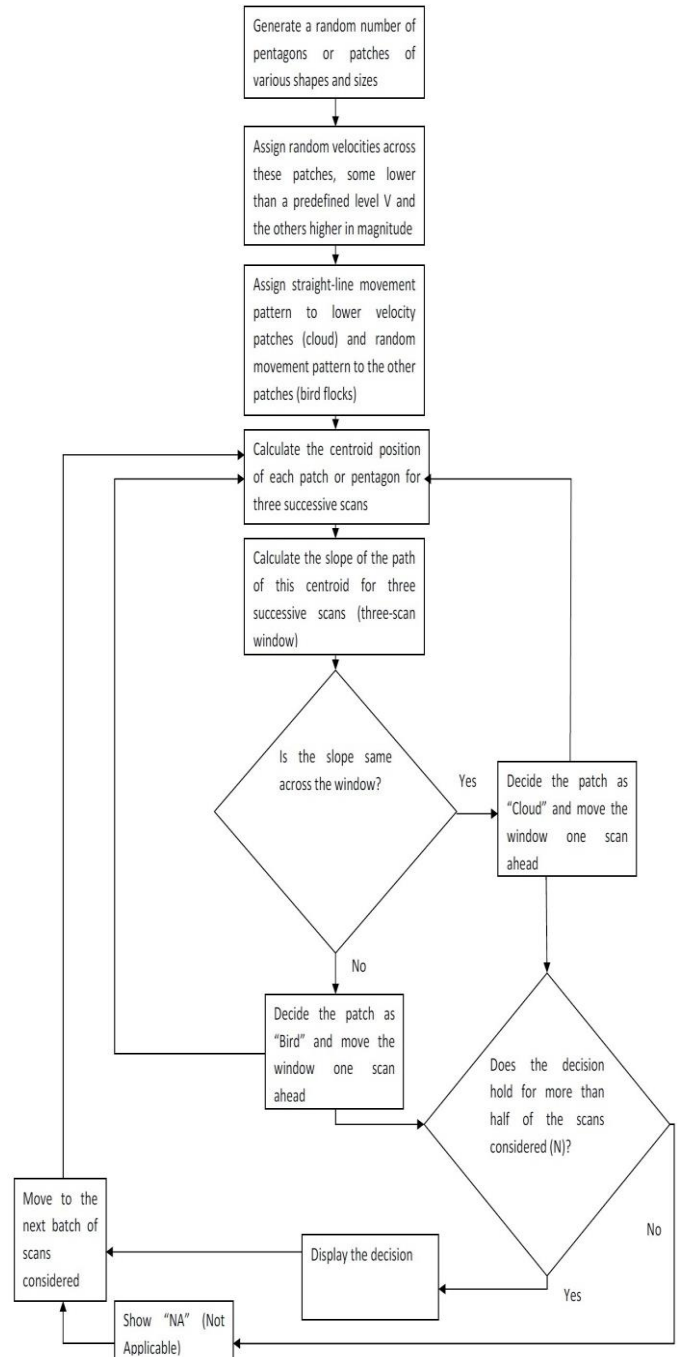 Generate a random number of
pentagons or patches of
various shapes and sizes
Assign random velocities across
these patches, some lower
than a predefined level V and
the others higher in magnitude
Assign straight-line movement
pattern to lower velocity
patches (cloud) and random
movement pattern to the other
patches (bird flocks)
Calculate the centroid position
of each patch or pentagon for
three successive scans
Calculate the slope of the path
of this centroid for three
successive scans (three-scan
window)
Is the slope same
across the window?
Yes
Decide the patch as
"Cloud" and move the
window one scan
ahead
No
Decide the patch as
"Bird" and move the
window one scan
ahead
Does the decision
hold for more than
half of the scans
considered (N)?
No
Yes
Display the decision
Move to the
next batch of
scans
considered
Show "NA" (Not
Applicable)